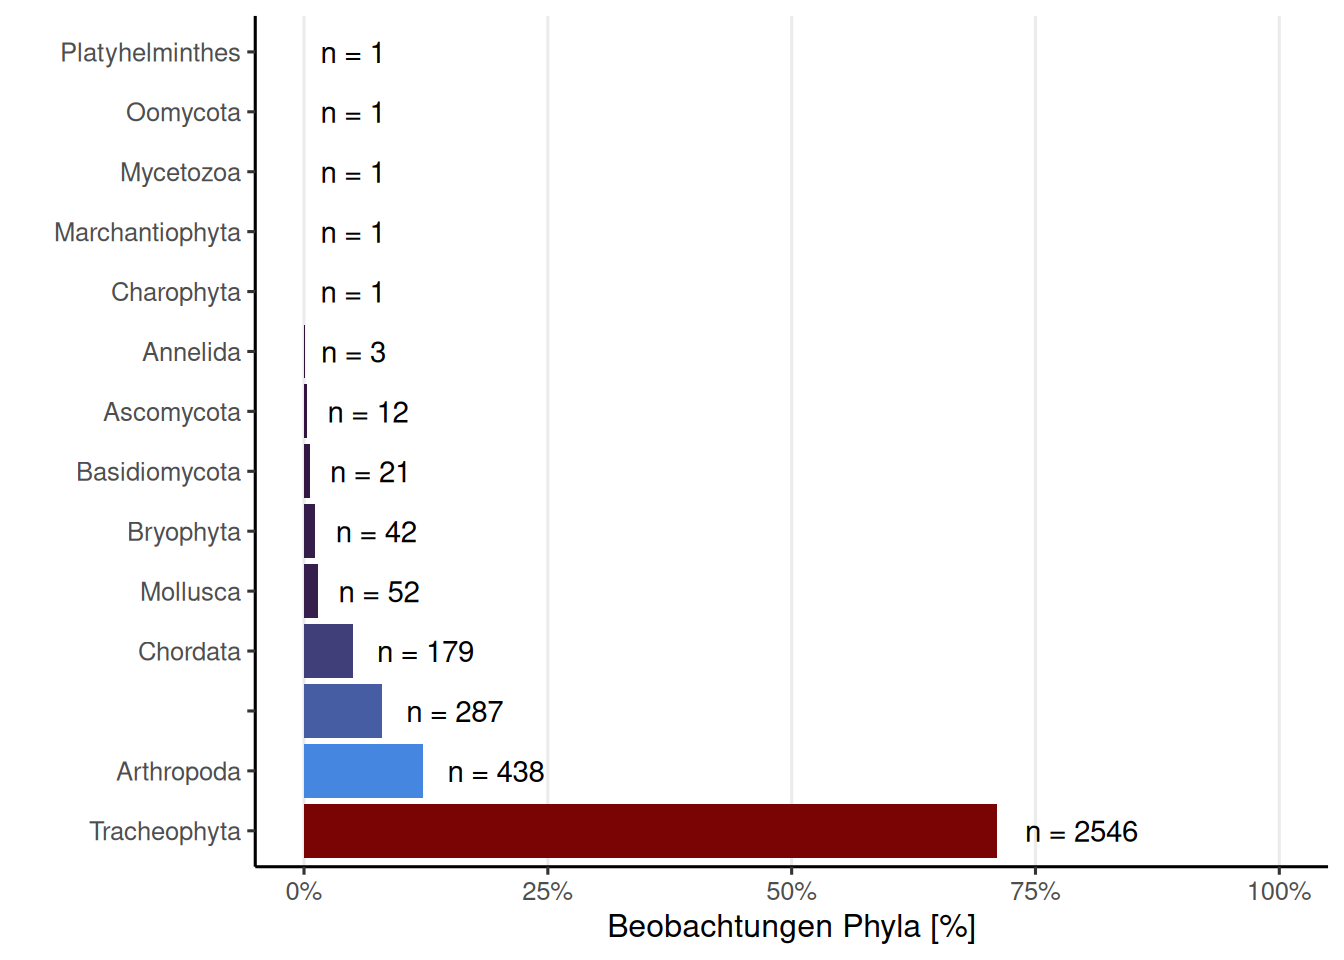 Platyhelminthes n = 1
Oomycota n = 1
Mycetozoa n = 1
Marchantiophyta n = 1
Charophyta n = 1
Annelida n = 3
Ascomycota n = 12
Basidiomycota n = 21
Bryophyta n = 42
Mollusca n = 52
Chordata n = 179
n = 287
Arthropoda n = 438
Tracheophyta n = 2546
0% 25% 50% 75% 100%
Beobachtungen Phyla [%]